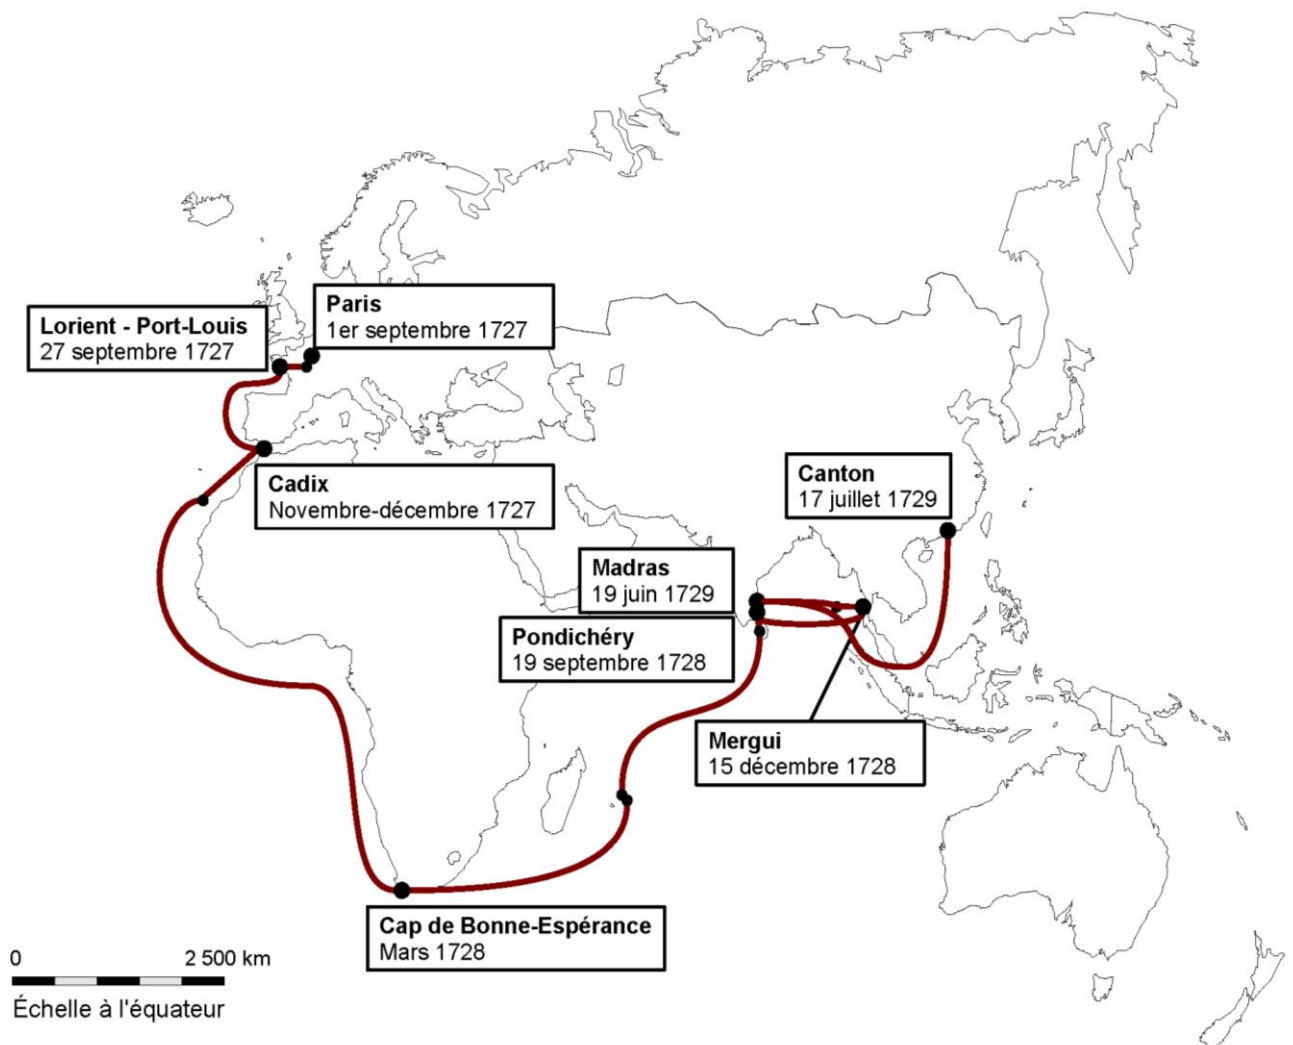 Paris
1er septembre 1727
Lorient - Port-Louis
27 septembre 1727
Cadix
Novembre-décembre 1727
Canton
17 juillet 1729
Madras
19 juin 1729
Pondichéry
19 septembre 1728
Mergui
15 décembre 1728
Cap de Bonne-Espérance
Mars 1728
0 2 500 km
Échelle à l'équateur